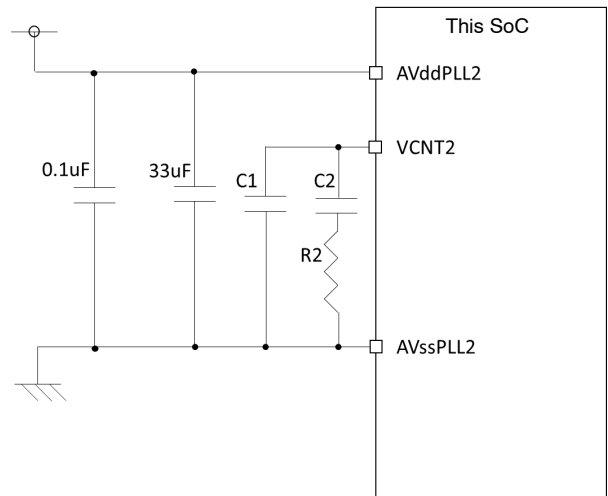 This SoC
AVddPLL2
VCNT2
0.1uF
33uF
C1
C2
R2
AVssPLL2